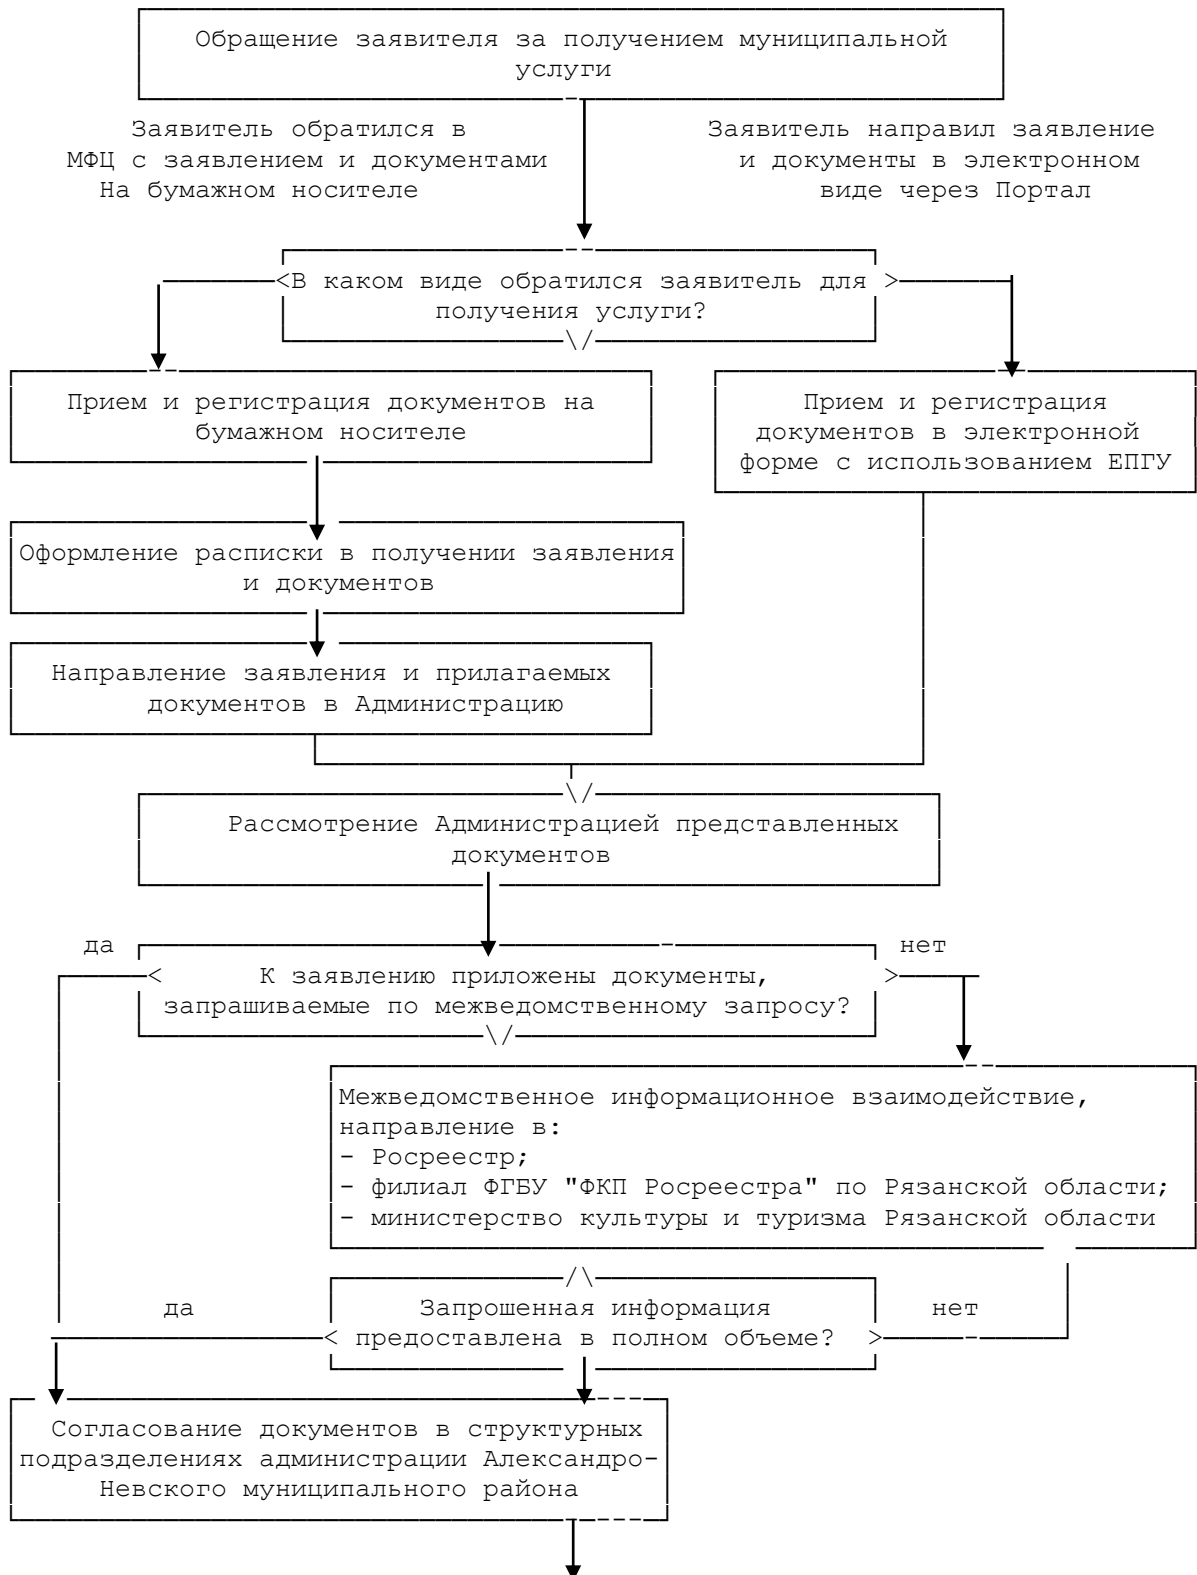 Обращение заявителя за получением муниципальной
услуги
Заявитель обратился в
МФЦ с заявлением и документами
На бумажном носителе
Заявитель направил заявление
и документы в электронном
виде через Портал
<В каком виде обратился заявитель для >
получения услуги?
Прием и регистрация документов на
бумажном носителе
Прием и регистрация
документов в электронной
форме с использованием ЕПГУ
Оформление расписки в получении заявления
и документов
Направление заявления и прилагаемых
документов в Администрацию
Рассмотрение Администрацией представленных
документов
да
нет
< К заявлению приложены документы, >
запрашиваемые по межведомственному запросу?
Межведомственное информационное взаимодействие,
направление в:
- Росреестр;
- филиал ФГБУ "ФКП Росреестра" по Рязанской области;
- министерство культуры и туризма Рязанской области
да
Запрошенная информация
нет
< предоставлена в полном объеме? >
Согласование документов в структурных
подразделениях администрации Александро-
Невского муниципального района